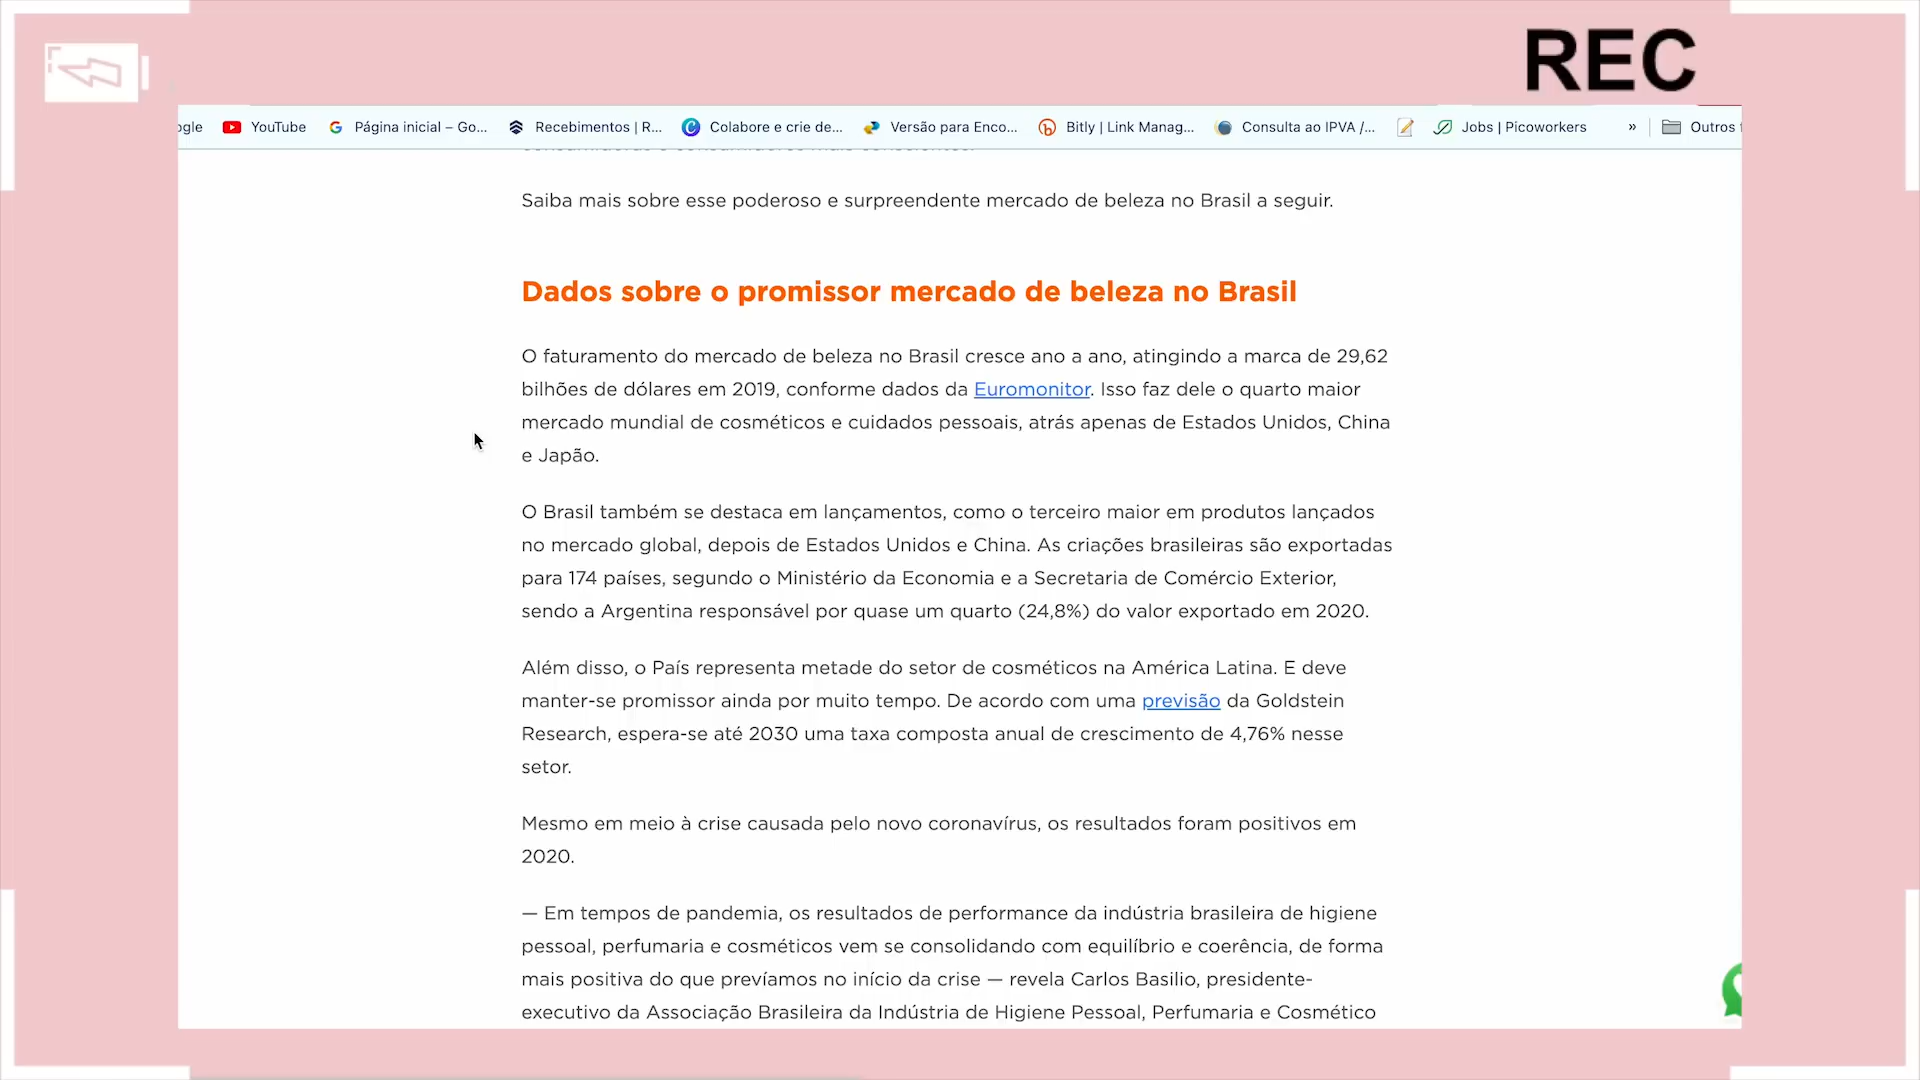 REC
ogle YouTube Página inicial – Go... Recebimentos | R... Colabore e crie de... Versão para Enco... Bitly | Link Manag... Consulta ao IPVA /... Jobs | Picoworkers » Outros
Saiba mais sobre esse poderoso e surpreendente mercado de beleza no Brasil a seguir.
Dados sobre o promissor mercado de beleza no Brasil
O faturamento do mercado de beleza no Brasil cresce ano a ano, atingindo a marca de 29,62
bilhões de dólares em 2019, conforme dados da Euromonitor. Isso faz dele o quarto maior
mercado mundial de cosméticos e cuidados pessoais, atrás apenas de Estados Unidos, China
e Japão.
O Brasil também se destaca em lançamentos, como o terceiro maior em produtos lançados
no mercado global, depois de Estados Unidos e China. As criações brasileiras são exportadas
para 174 países, segundo o Ministério da Economia e a Secretaria de Comércio Exterior,
sendo a Argentina responsável por quase um quarto (24,8%) do valor exportado em 2020.
Além disso, o País representa metade do setor de cosméticos na América Latina. E deve
manter-se promissor ainda por muito tempo. De acordo com uma previsão da Goldstein
Research, espera-se até 2030 uma taxa composta anual de crescimento de 4,76% nesse
setor.
Mesmo em meio à crise causada pelo novo coronavírus, os resultados foram positivos em
2020.
— Em tempos de pandemia, os resultados de performance da indústria brasileira de higiene
pessoal, perfumaria e cosméticos vem se consolidando com equilíbrio e coerência, de forma
mais positiva do que prevíamos no início da crise — revela Carlos Basilio, presidente-
executivo da Associação Brasileira da Indústria de Higiene Pessoal, Perfumaria e Cosmético